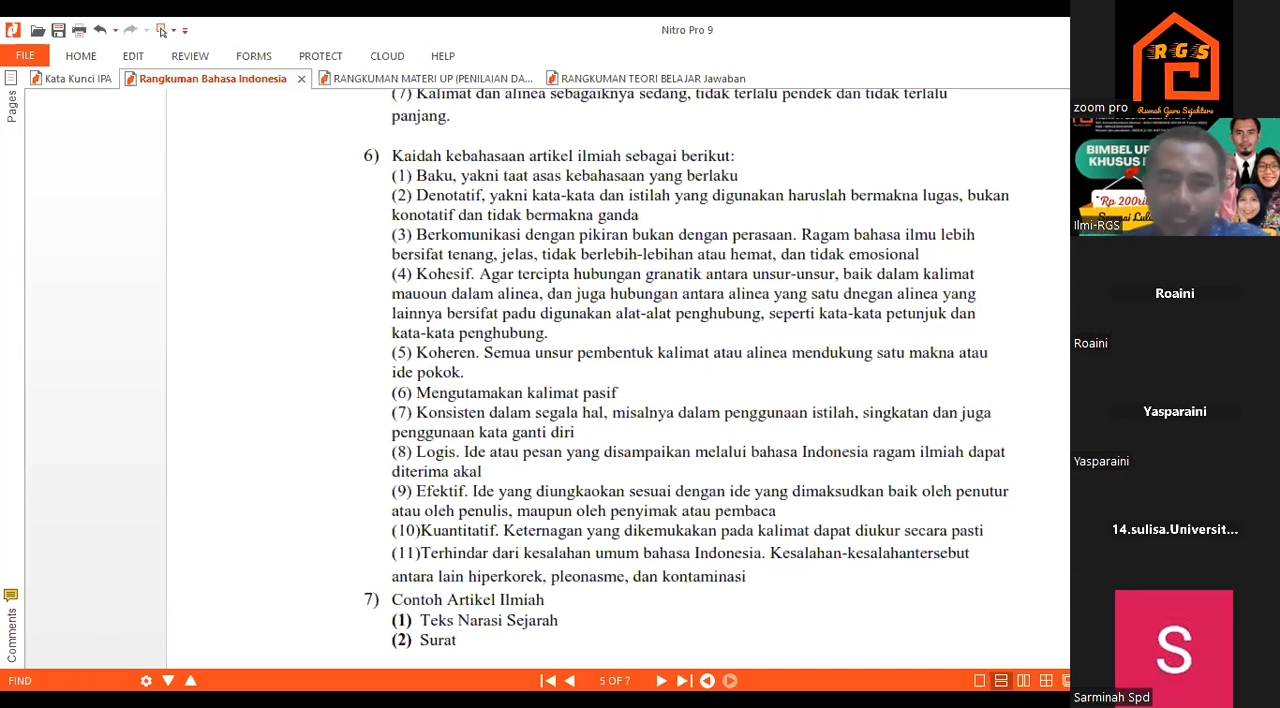 Nitro Pro 9
FILE HOME EDIT REVIEW FORMS PROTECT CLOUD HELP
Kata Kunci IPA Rangkuman Bahasa Indonesia RANGKUMAN MATERI UP (PENILAIAN DA... RANGKUMAN TEORI BELAJAR Jawaban
Pages
(7) Kalimat dan alinea sebagaiknya sedang, tidak terlalu pendek dan tidak terlalu
panjang.
6) Kaidah kebahasaan artikel ilmiah sebagai berikut:
(1) Baku, yakni taat asas kebahasaan yang berlaku
(2) Denotatif, yakni kata-kata dan istilah yang digunakan haruslah bermakna lugas, bukan
konotatif dan tidak bermakna ganda
(3) Berkomunikasi dengan pikiran bukan dengan perasaan. Ragam bahasa ilmu lebih
bersifat tenang, jelas, tidak berlebih-lebihan atau hemat, dan tidak emosional
(4) Kohesif. Agar tercipta hubungan granatik antara unsur-unsur, baik dalam kalimat
mauoun dalam alinea, dan juga hubungan antara alinea yang satu dnegan alinea yang
lainnya bersifat padu digunakan alat-alat penghubung, seperti kata-kata petunjuk dan
kata-kata penghubung.
(5) Koheren. Semua unsur pembentuk kalimat atau alinea mendukung satu makna atau
ide pokok.
(6) Mengutamakan kalimat pasif
(7) Konsisten dalam segala hal, misalnya dalam penggunaan istilah, singkatan dan juga
penggunaan kata ganti diri
(8) Logis. Ide atau pesan yang disampaikan melalui bahasa Indonesia ragam ilmiah dapat
diterima akal
(9) Efektif. Ide yang diungkaokan sesuai dengan ide yang dimaksudkan baik oleh penutur
atau oleh penulis, maupun oleh penyimak atau pembaca
(10)Kuantitatif. Keternagan yang dikemukakan pada kalimat dapat diukur secara pasti
(11)Terhindar dari kesalahan umum bahasa Indonesia. Kesalahan-kesalahantersebut
antara lain hiperkorek, pleonasme, dan kontaminasi
7) Contoh Artikel Ilmiah
(1) Teks Narasi Sejarah
(2) Surat
Comments
FIND
5 OF 7
RGS
Rumah Guru Sejahtera
zoom pro
BIMBEL UP
KHUSUS
Rp 200ri
Sampai Lulu
Ilmi-RGS
Roaini
Roaini
Yasparaini
Yasparaini
14.sulisa.Universit...
S
Sarminah Spd